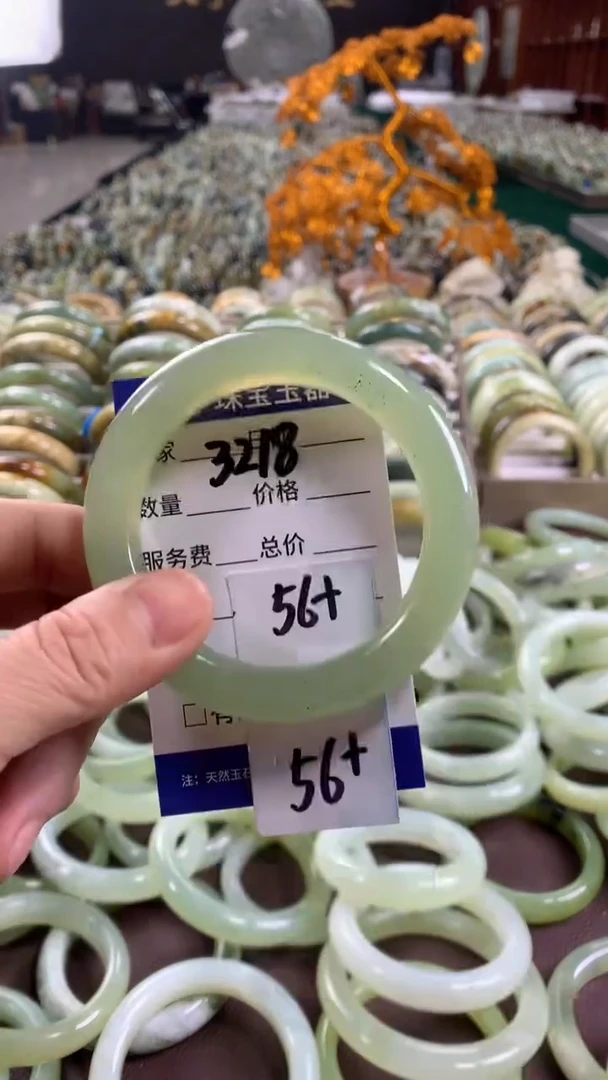 珠宝玉器
家 3218
数量 价格
服务费 总价
56+
56+
注：天然玉石